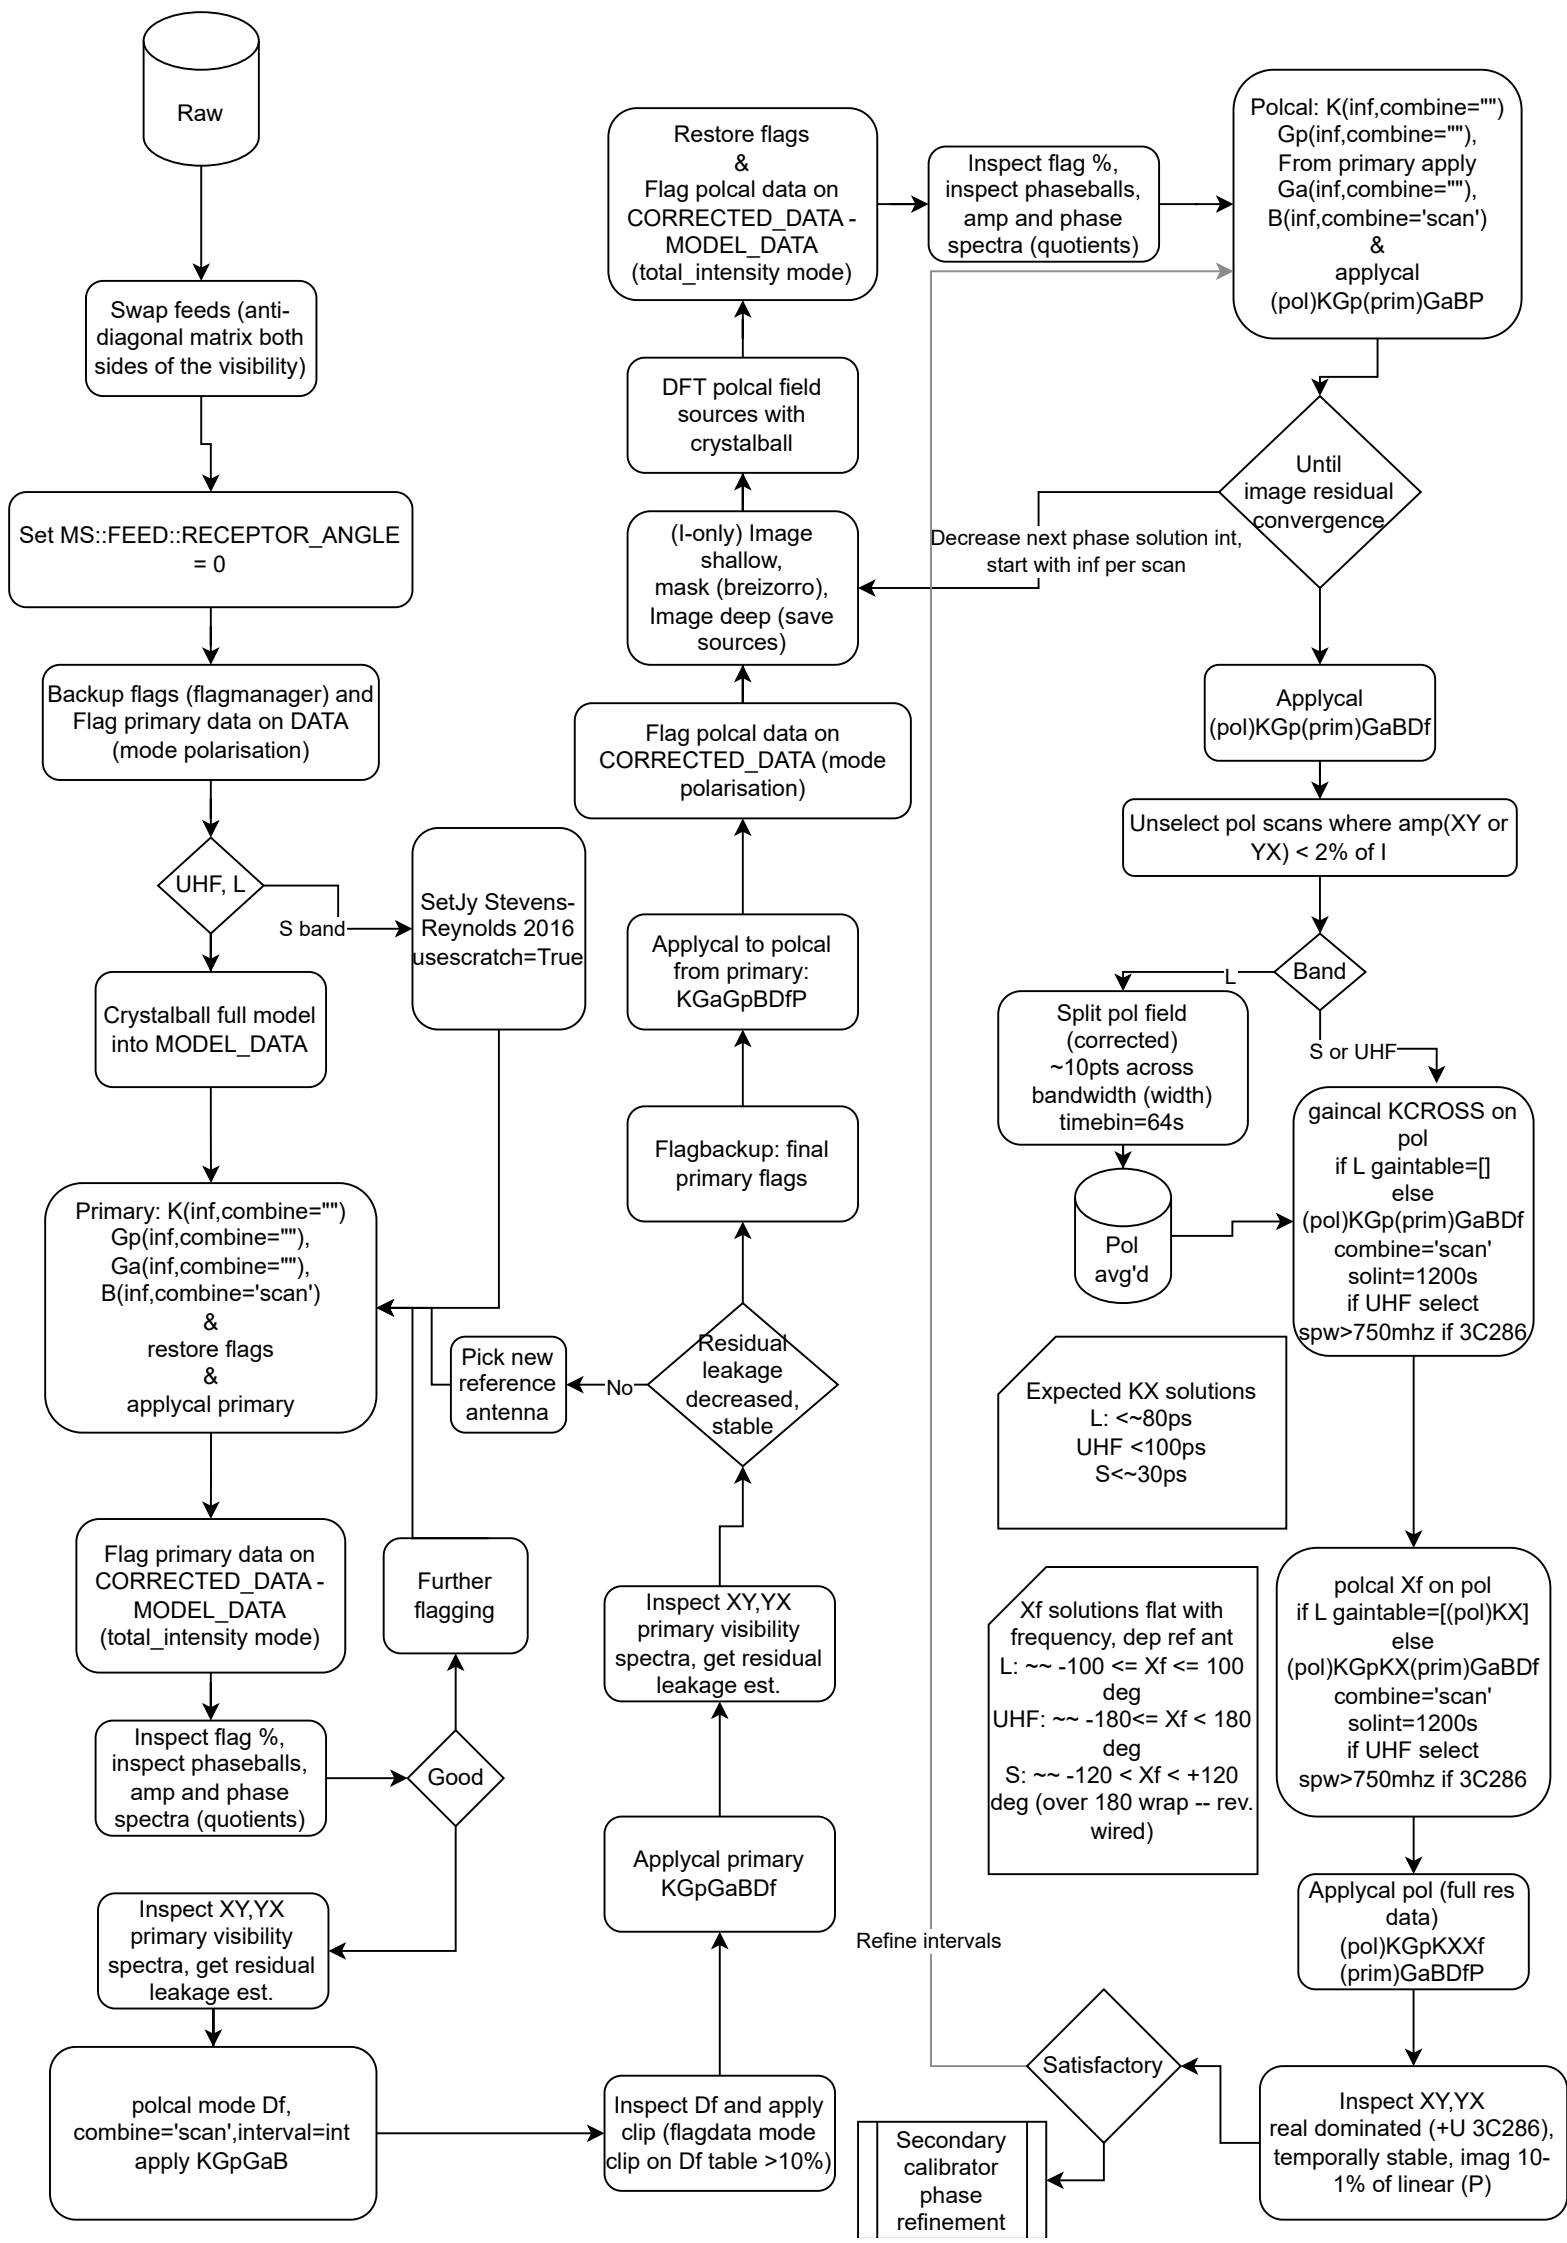 Raw
Swap feeds (anti-
diagonal matrix both
sides of the visibility)
Set MS::FEED::RECEPTOR_ANGLE
= 0
Backup flags (flagmanager) and
Flag primary data on DATA
(mode polarisation)
UHF, L
S band
SetJy Stevens-
Reynolds 2016
usescratch=True
Crystalball full model
into MODEL_DATA
Primary: K(inf,combine="")
Gp(inf,combine=""),
Ga(inf,combine=""),
B(inf,combine='scan')
&
restore flags
&
applycal primary
Flag primary data on
CORRECTED_DATA -
MODEL_DATA
(total_intensity mode)
Inspect flag %,
inspect phaseballs,
amp and phase
spectra (quotients)
Good
Further
flagging
Inspect XY,YX
primary visibility
spectra, get residual
leakage est.
polcal mode Df,
combine='scan',interval=int
apply KGpGaB
Inspect Df and apply
clip (flagdata mode
clip on Df table >10%)
Applycal primary
KGpGaBDf
Inspect XY,YX
primary visibility
spectra, get residual
leakage est.
Residual
leakage
decreased,
stable
No
Pick new
reference
antenna
Flagbackup: final
primary flags
Applycal to polcal
from primary:
KGaGpBDfP
Flag polcal data on
CORRECTED_DATA (mode
polarisation)
(I-only) Image
shallow,
mask (breizorro),
Image deep (save
sources)
DFT polcal field
sources with
crystalball
Restore flags
&
Flag polcal data on
CORRECTED_DATA -
MODEL_DATA
(total_intensity mode)
Inspect flag %,
inspect phaseballs,
amp and phase
spectra (quotients)
Polcal: K(inf,combine="")
Gp(inf,combine=""),
From primary apply
Ga(inf,combine=""),
B(inf,combine='scan')
&
applycal
(pol)KGp(prim)GaBP
Until
image residual
convergence
Decrease next phase solution int,
start with inf per scan
Applycal
(pol)KGp(prim)GaBDf
Unselect pol scans where amp(XY or
YX) < 2% of I
Band
L
S or UHF
Split pol field
(corrected)
~10pts across
bandwidth (width)
timebin=64s
Pol
avg'd
gaincal KCROSS on
pol
if L gaintable=[]
else
(pol)KGp(prim)GaBDf
combine='scan'
solint=1200s
if UHF select
spw>750mhz if 3C286
Expected KX solutions
L: <~80ps
UHF <100ps
S<~30ps
polcal Xf on pol
if L gaintable=[(pol)KX]
else
(pol)KGpKX(prim)GaBDf
combine='scan'
solint=1200s
if UHF select
spw>750mhz if 3C286
Xf solutions flat with
frequency, dep ref ant
L: ~~ -100 <= Xf <= 100
deg
UHF: ~~ -180<= Xf < 180
deg
S: ~~ -120 < Xf < +120
deg (over 180 wrap -- rev.
wired)
Applycal pol (full res
data)
(pol)KGpKXXf
(prim)GaBDfP
Inspect XY,YX
real dominated (+U 3C286),
temporally stable, imag 10-
1% of linear (P)
Satisfactory
Refine intervals
Secondary
calibrator
phase
refinement